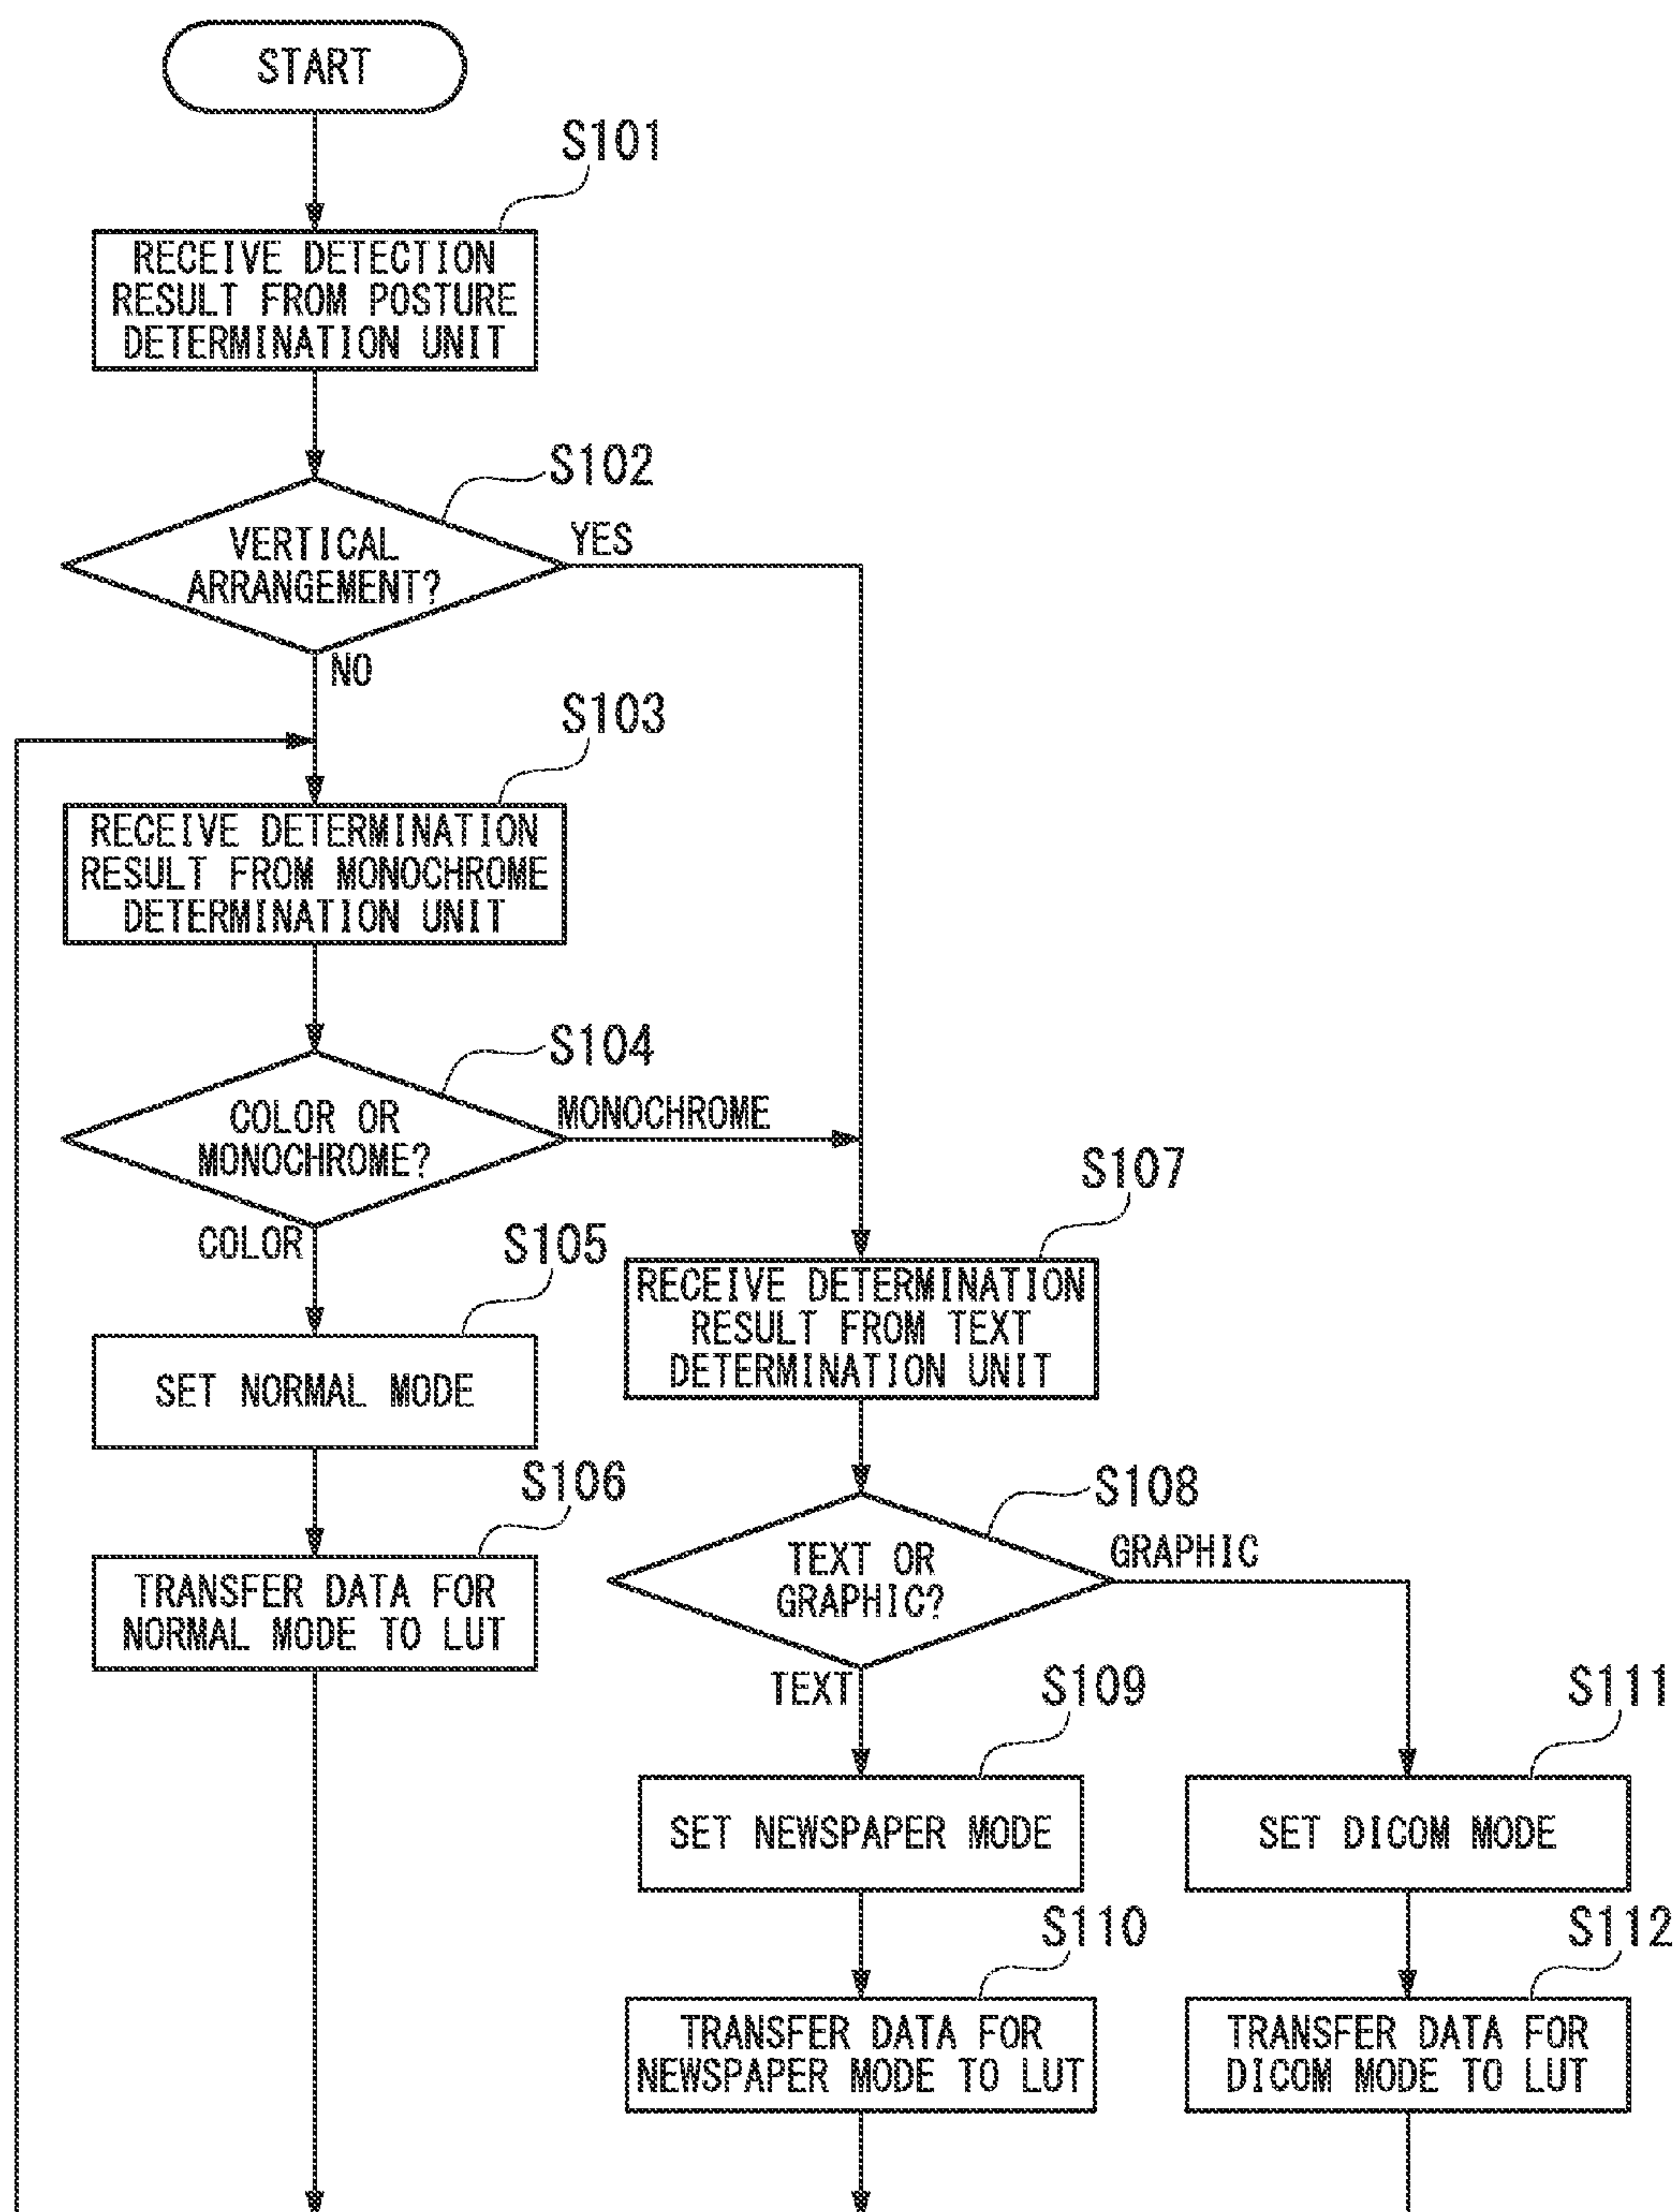 START
S101
RECEIVE DETECTION
RESULT FROM POSTURE
DETERMINATION UNIT
S102
VERTICAL
ARRANGEMENT?
YES
NO
S103
RECEIVE DETERMINATION
RESULT FROM MONOCHROME
DETERMINATION UNIT
S104
COLOR OR
MONOCHROME?
MONOCHROME
COLOR
S105
SET NORMAL MODE
S106
TRANSFER DATA FOR
NORMAL MODE TO LUT
S107
RECEIVE DETERMINATION
RESULT FROM TEXT
DETERMINATION UNIT
S108
TEXT OR
GRAPHIC?
GRAPHIC
TEXT
S109
SET NEWSPAPER MODE
S110
TRANSFER DATA FOR
NEWSPAPER MODE TO LUT
S111
SET DICOM MODE
S112
TRANSFER DATA FOR
DICOM MODE TO LUT